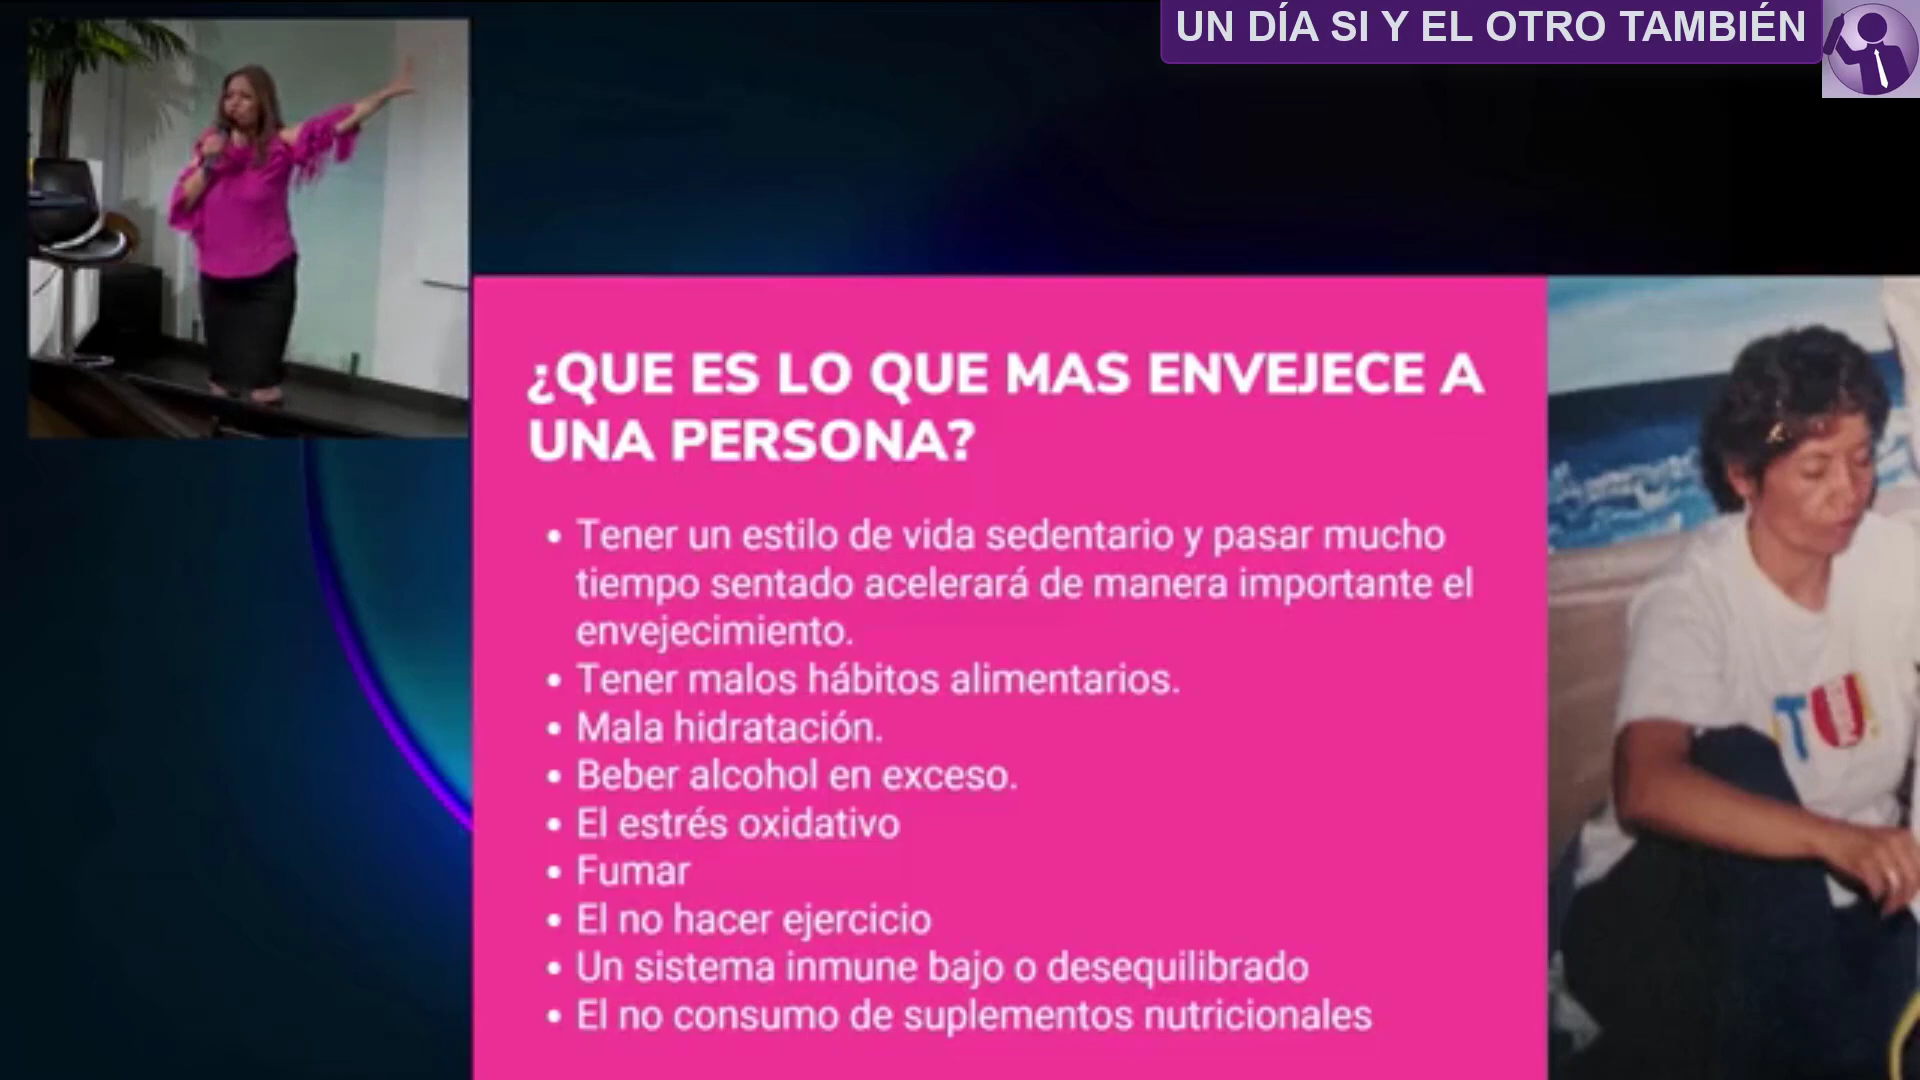 UN DÍA SI Y EL OTRO TAMBIÉN
¿QUE ES LO QUE MAS ENVEJECE A
UNA PERSONA?
• Tener un estilo de vida sedentario y pasar mucho
tiempo sentado acelerará de manera importante el
envejecimiento.
• Tener malos hábitos alimentarios.
• Mala hidratación.
• Beber alcohol en exceso.
• El estrés oxidativo
• Fumar
• El no hacer ejercicio
• Un sistema inmune bajo o desequilibrado
• El no consumo de suplementos nutricionales